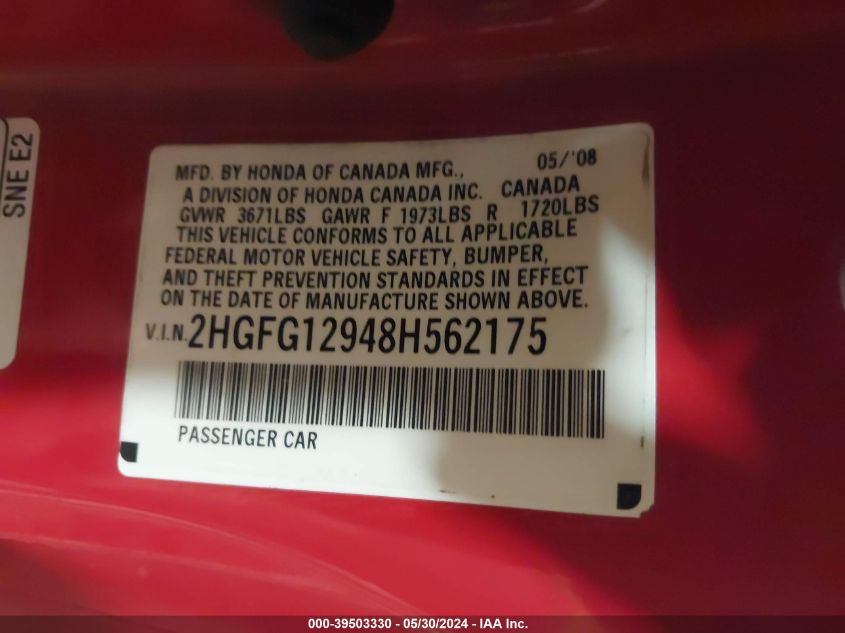 SNE E2
MFD. BY HONDA OF CANADA MFG., 05/'08
A DIVISION OF HONDA CANADA INC. CANADA
GVWR 3671LBS GAWR F 1973LBS R 1720LBS
THIS VEHICLE CONFORMS TO ALL APPLICABLE
FEDERAL MOTOR VEHICLE SAFETY, BUMPER,
AND THEFT PREVENTION STANDARDS IN EFFECT
ON THE DATE OF MANUFACTURE SHOWN ABOVE.
V.I.N. 2HGFG12948H562175
PASSENGER CAR
000-39503330 - 05/30/2024 - IAA Inc.